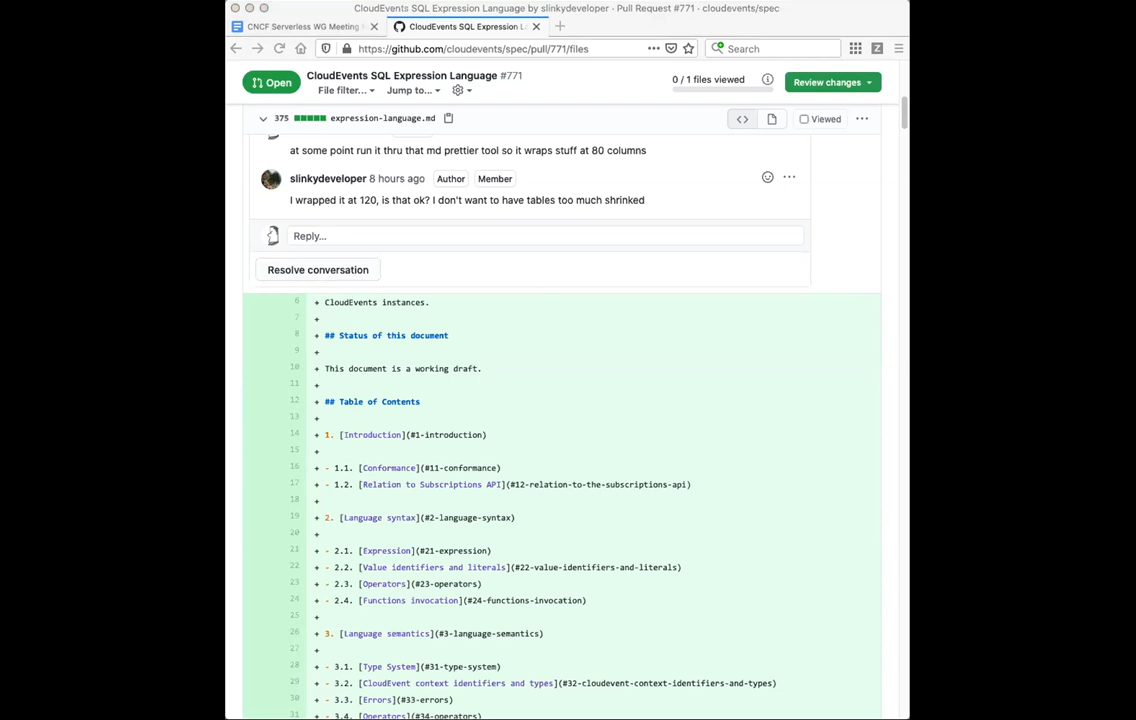 CloudEvents SQL Expression Language by slinkydeveloper · Pull Request #771 · cloudevents/spec
CNCF Serverless WG Meeting
CloudEvents SQL Expression L
https://github.com/cloudevents/spec/pull/771/files
Search
Open
CloudEvents SQL Expression Language #771
File filter... Jump to...
0 / 1 files viewed
Review changes
375 expression-language.md
Viewed
at some point run it thru that md prettier tool so it wraps stuff at 80 columns
slinkydeveloper 8 hours ago Author Member
I wrapped it at 120, is that ok? I don't want to have tables too much shrinked
Reply...
Resolve conversation
6 + CloudEvents instances.
7 +
8 + ## Status of this document
9 +
10 + This document is a working draft.
11 +
12 + ## Table of Contents
13 +
14 + 1. [Introduction](#1-introduction)
15 +
16 + - 1.1. [Conformance](#11-conformance)
17 + - 1.2. [Relation to Subscriptions API](#12-relation-to-the-subscriptions-api)
18 +
19 + 2. [Language syntax](#2-language-syntax)
20 +
21 + - 2.1. [Expression](#21-expression)
22 + - 2.2. [Value identifiers and literals](#22-value-identifiers-and-literals)
23 + - 2.3. [Operators](#23-operators)
24 + - 2.4. [Functions invocation](#24-functions-invocation)
25 +
26 + 3. [Language semantics](#3-language-semantics)
27 +
28 + - 3.1. [Type System](#31-type-system)
29 + - 3.2. [CloudEvent context identifiers and types](#32-cloudevent-context-identifiers-and-types)
30 + - 3.3. [Errors](#33-errors)
31 + - 3.4. [Operators](#34-operators)